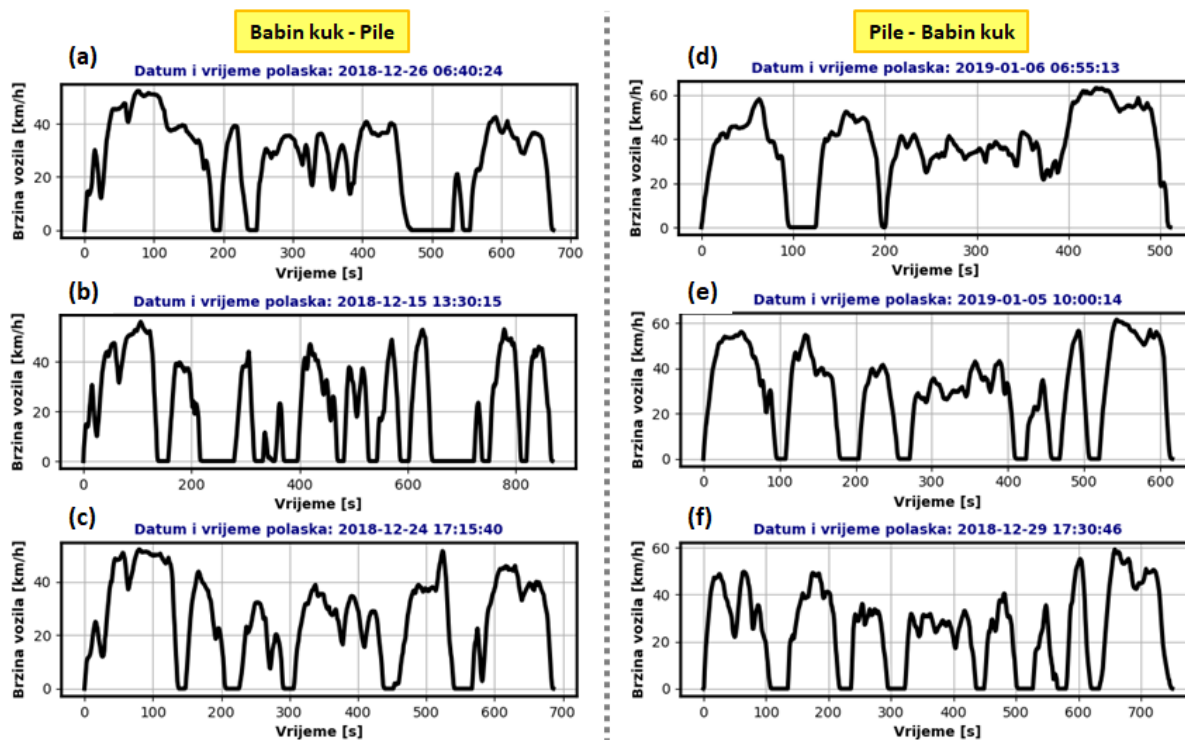 Babin kuk - Pile
Pile - Babin kuk
(a)
Datum i vrijeme polaska: 2018-12-26 06:40:24
Brzina vozila [km/h]
40
20
0
0 100 200 300 400 500 600 700
Vrijeme [s]
(b)
Datum i vrijeme polaska: 2018-12-15 13:30:15
Brzina vozila [km/h]
40
20
0
0 200 400 600 800
Vrijeme [s]
(c)
Datum i vrijeme polaska: 2018-12-24 17:15:40
Brzina vozila [km/h]
40
20
0
0 100 200 300 400 500 600 700
Vrijeme [s]
(d)
Datum i vrijeme polaska: 2019-01-06 06:55:13
Brzina vozila [km/h]
60
40
20
0
0 100 200 300 400 500
Vrijeme [s]
(e)
Datum i vrijeme polaska: 2019-01-05 10:00:14
Brzina vozila [km/h]
60
40
20
0
0 100 200 300 400 500 600
Vrijeme [s]
(f)
Datum i vrijeme polaska: 2018-12-29 17:30:46
Brzina vozila [km/h]
60
40
20
0
0 100 200 300 400 500 600 700
Vrijeme [s]